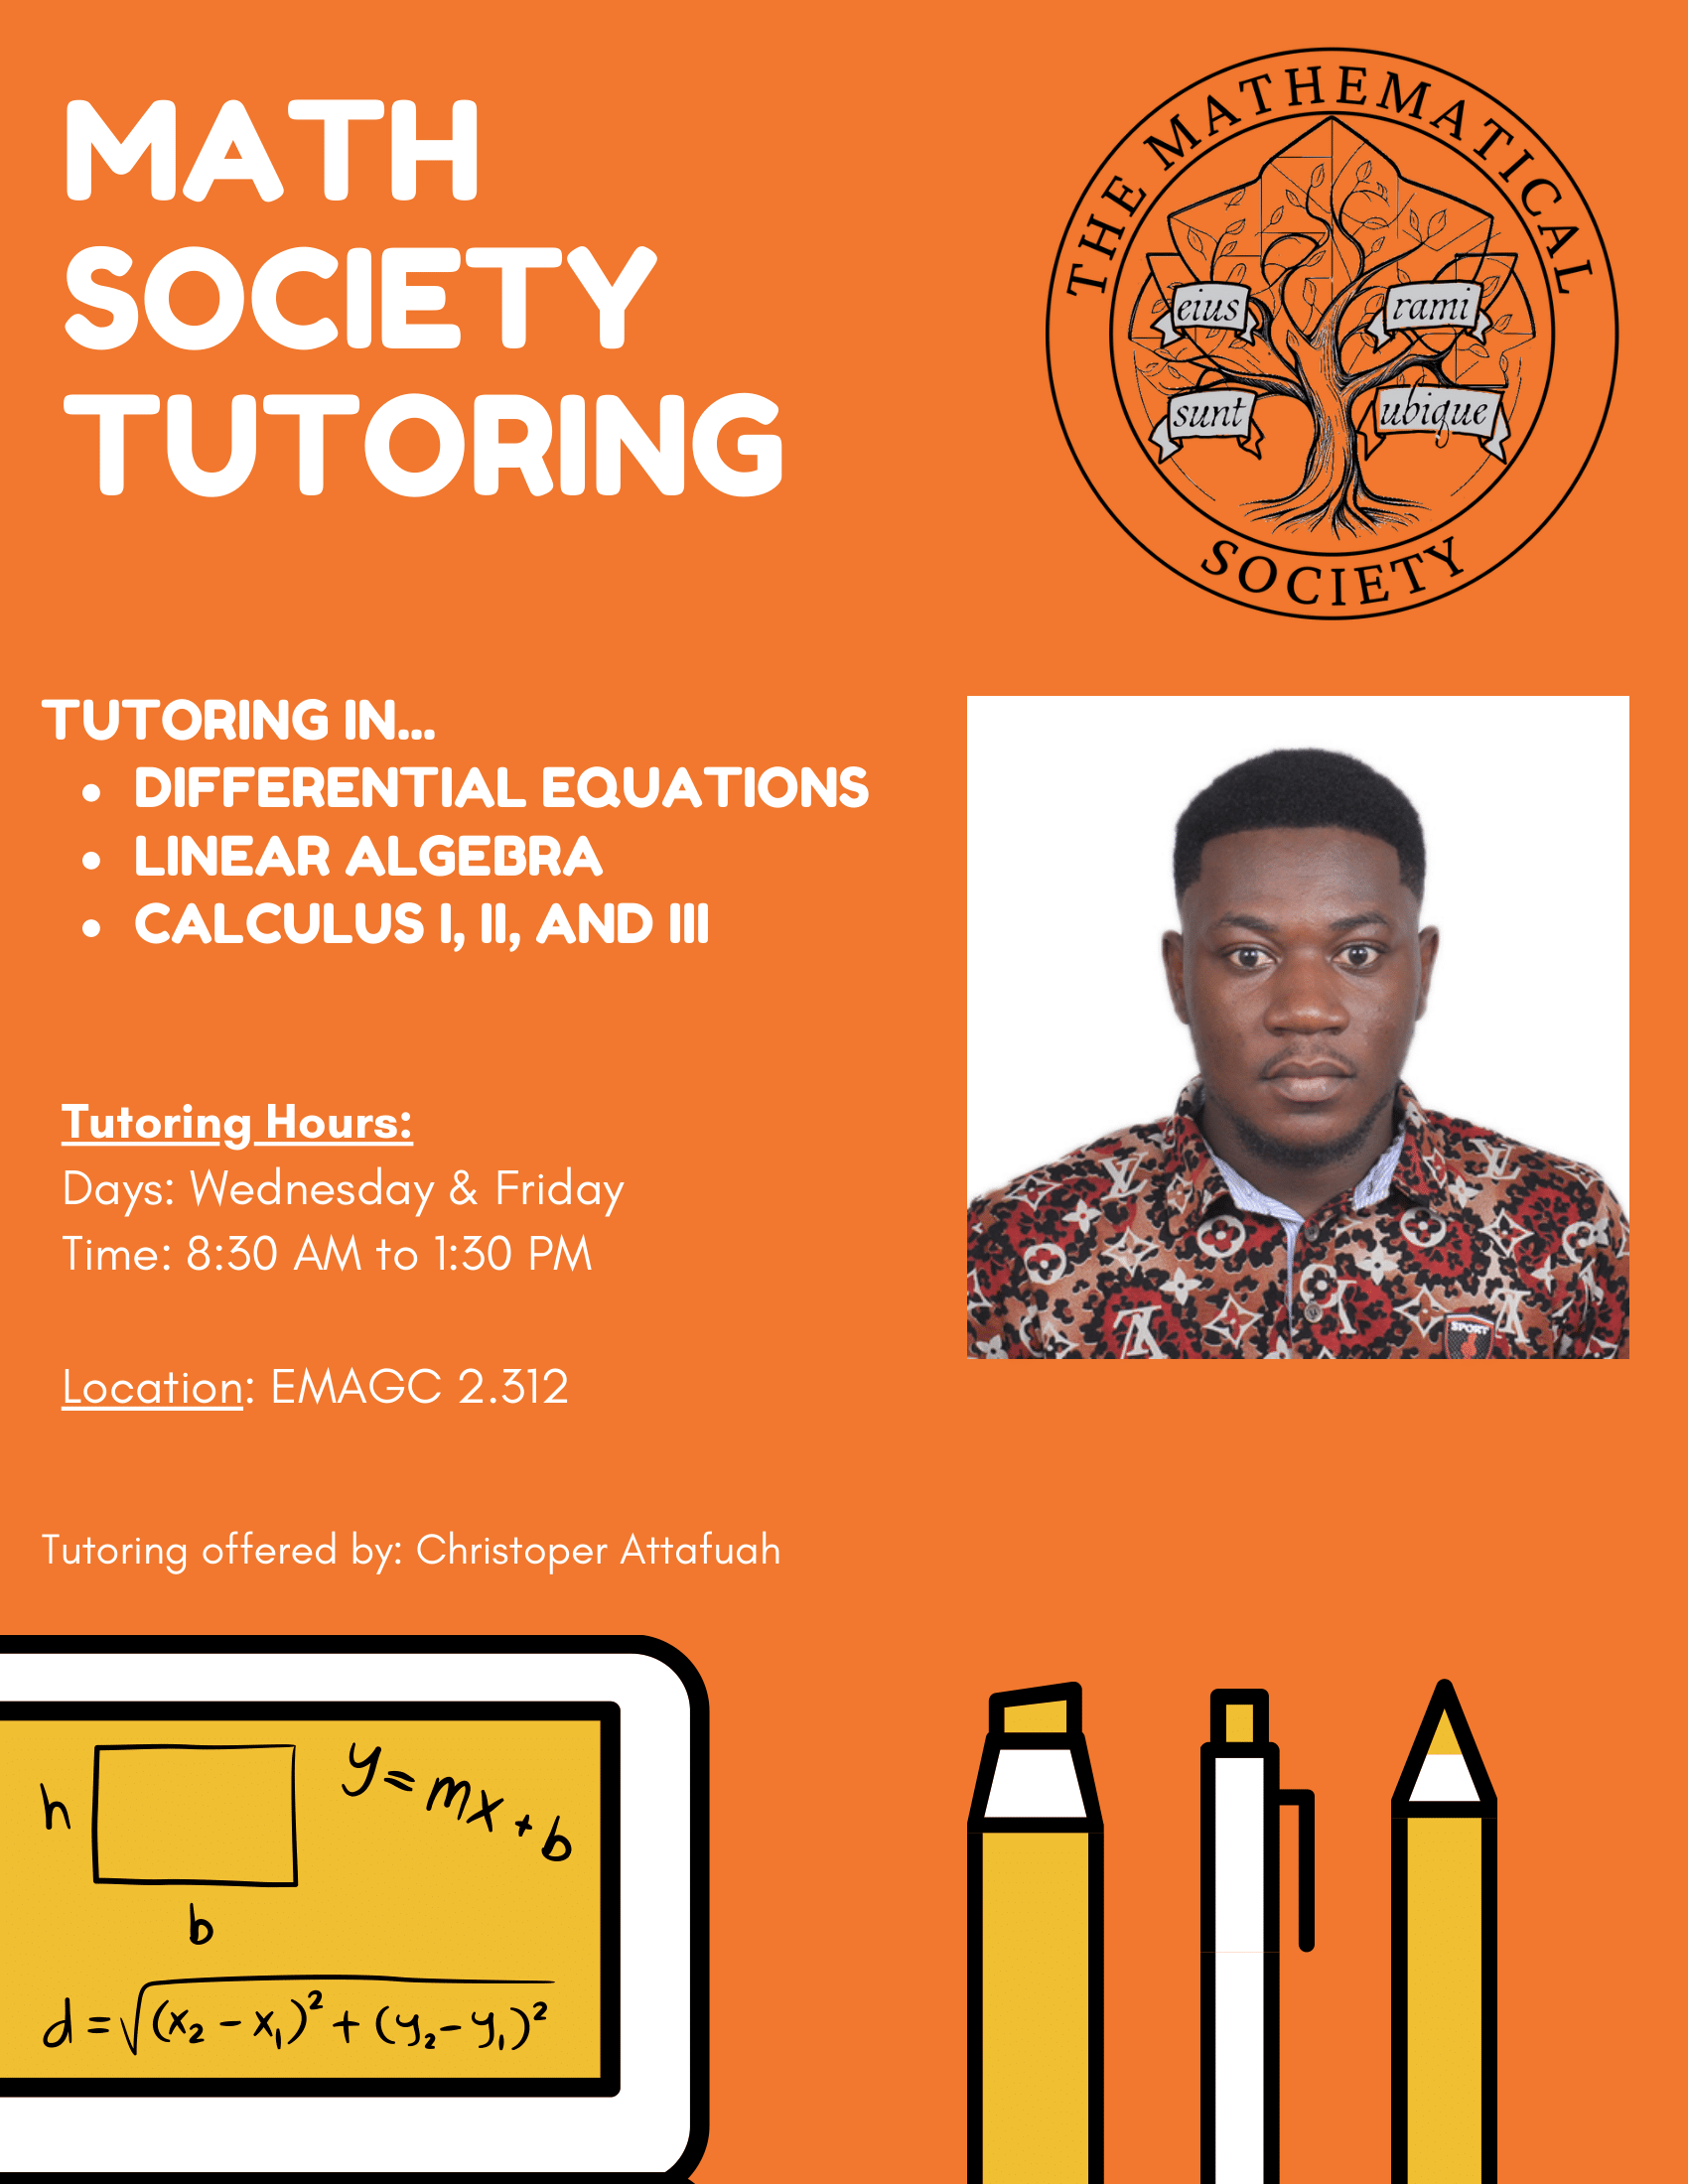 MATH
SOCIETY
TUTORING
THE MATHEMATICAL
eius
rami
sunt
ubique
SOCIETY
TUTORING IN...
• DIFFERENTIAL EQUATIONS
• LINEAR ALGEBRA
• CALCULUS I, II, AND III
Tutoring Hours:
Days: Wednesday & Friday
Time: 8:30 AM to 1:30 PM
SPORT
Location: EMAGC 2.312
Tutoring offered by: Christoper Attafuah
h
y = mx + b
b
d = √(x₂ - x₁)² + (y₂ - y₁)²